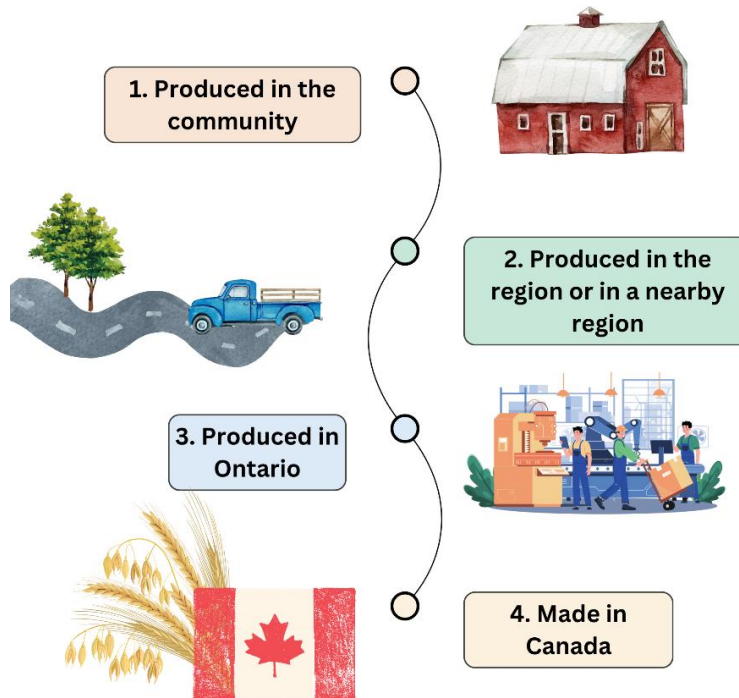 1. Produced in the
community
2. Produced in the
region or in a nearby
region
3. Produced in
Ontario
4. Made in
Canada